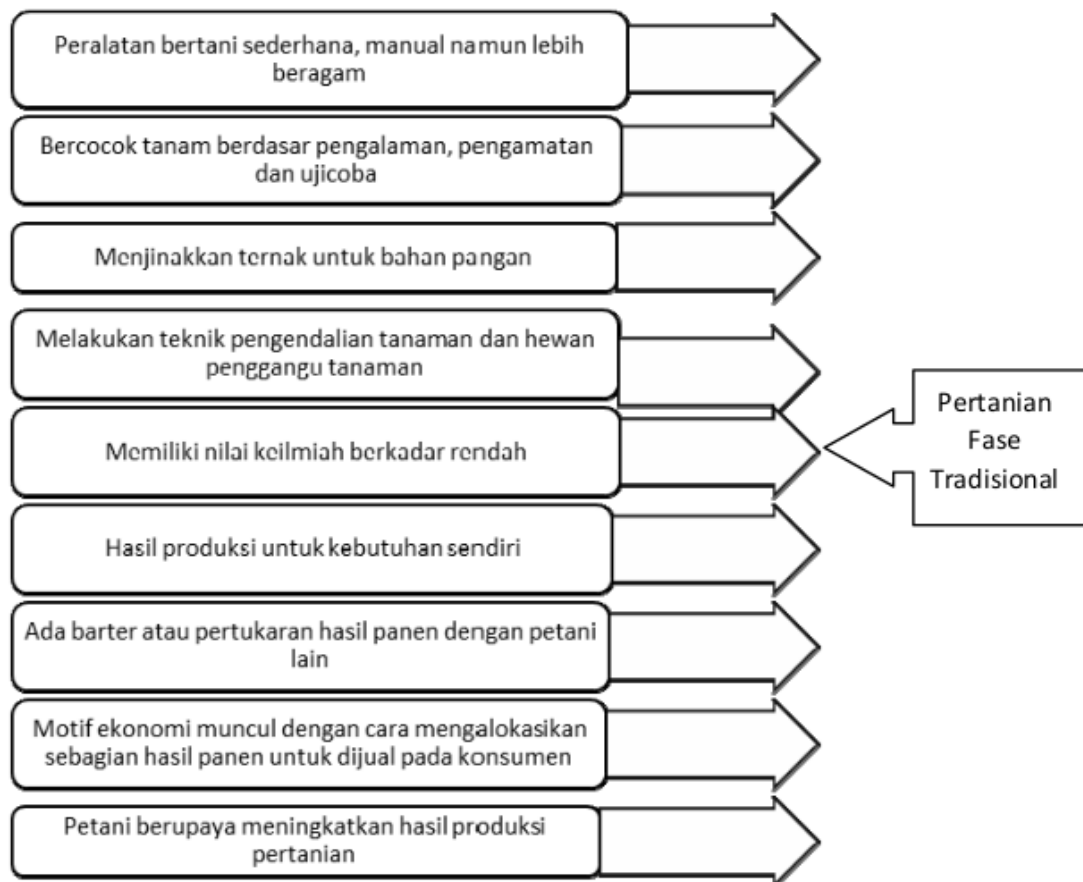 Peralatan bertani sederhana, manual namun lebih
beragam
Bercocok tanam berdasar pengalaman, pengamatan
dan ujicoba
Menjinakkan ternak untuk bahan pangan
Melakukan teknik pengendalian tanaman dan hewan
penggangu tanaman
Memiliki nilai keilmiah berkadar rendah
Hasil produksi untuk kebutuhan sendiri
Ada barter atau pertukaran hasil panen dengan petani
lain
Motif ekonomi muncul dengan cara mengalokasikan
sebagian hasil panen untuk dijual pada konsumen
Petani berupaya meningkatkan hasil produksi
pertanian
Pertanian
Fase
Tradisional